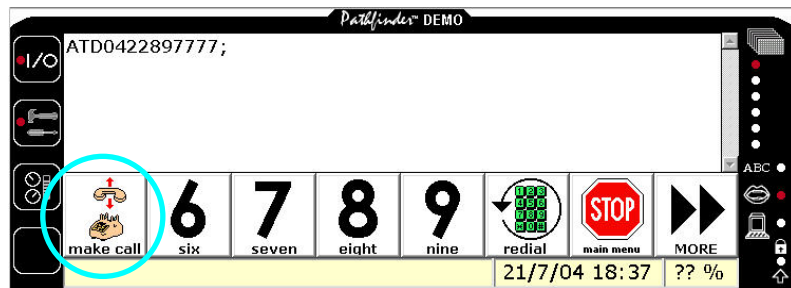 Pathfinder™ DEMO
I/O
ATD0422897777;
ABC
6 7 8 9
STOP
make call six seven eight nine redial main menu MORE
21/7/04 18:37 ?? %